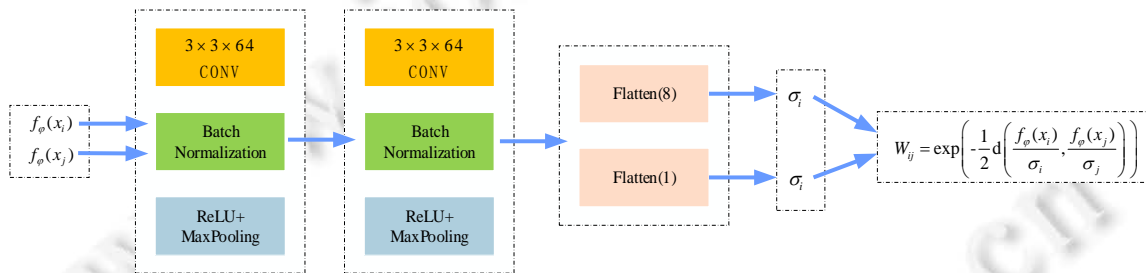 f_φ(x_i)
f_φ(x_j)
3×3×64
CONV
Batch
Normalization
ReLU+
MaxPooling
3×3×64
CONV
Batch
Normalization
ReLU+
MaxPooling
Flatten(8)
Flatten(1)
σ_i
σ_i
W_ij = exp(-1/2 d(f_φ(x_i)/σ_i, f_φ(x_j)/σ_j))